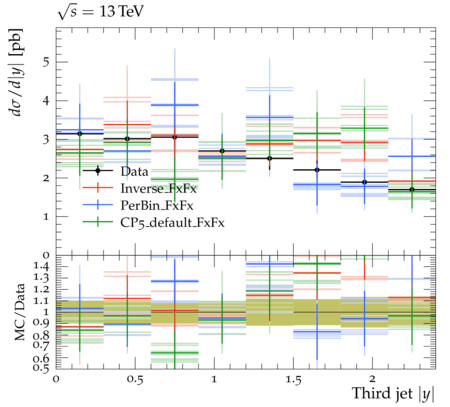 √s = 13 TeV
dσ/d|y| [pb]
5
4
3
2
1
0
Data
Inverse_FxFx
PerBin_FxFx
CP5_default_FxFx
MC/Data
1.4
1.3
1.2
1.1
1
0.9
0.8
0.7
0.6
0.5
0 0.5 1 1.5 2
Third jet |y|